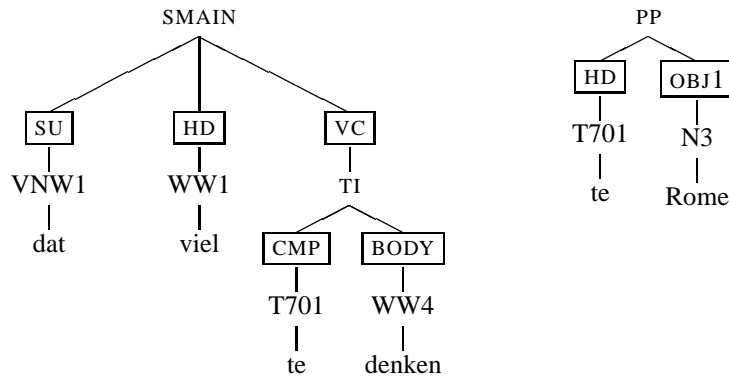 SMAIN PP
HD OBJ1
SU HD VC T701 N3
VNW1 WW1 TI te Rome
dat viel CMP BODY
T701 WW4
te denken